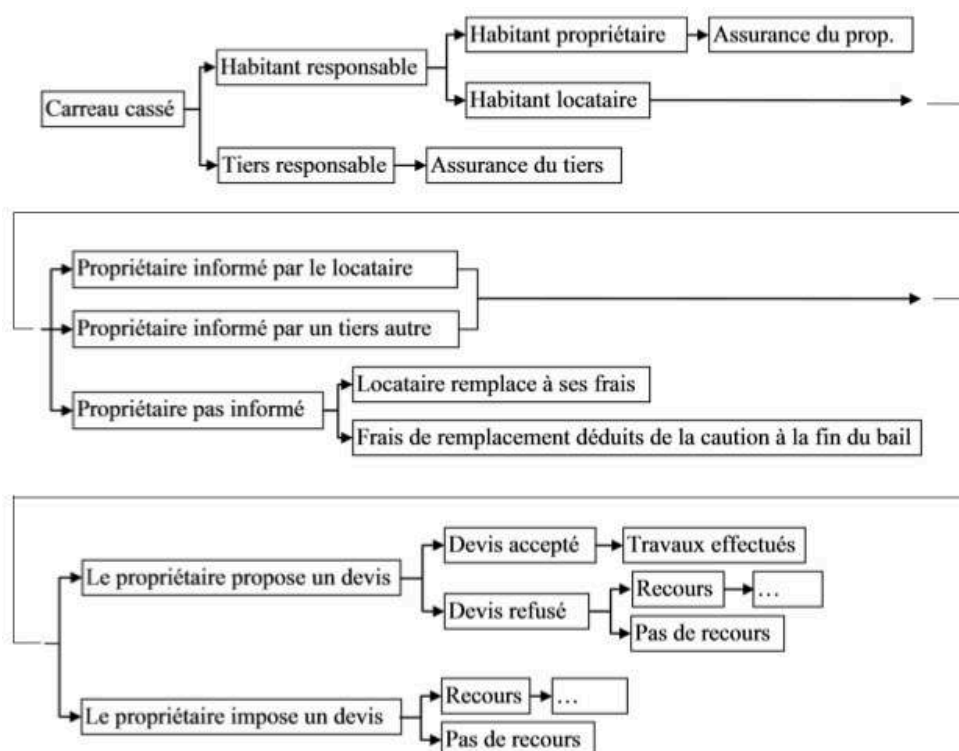 Habitant propriétaire
Assurance du prop.
Habitant responsable
Carreau cassé
Habitant locataire
Tiers responsable
Assurance du tiers
Propriétaire informé par le locataire
Propriétaire informé par un tiers autre
Locataire remplace à ses frais
Propriétaire pas informé
Frais de remplacement déduits de la caution à la fin du bail
Devis accepté
Travaux effectués
Le propriétaire propose un devis
Recours
…
Devis refusé
Pas de recours
Recours
…
Le propriétaire impose un devis
Pas de recours